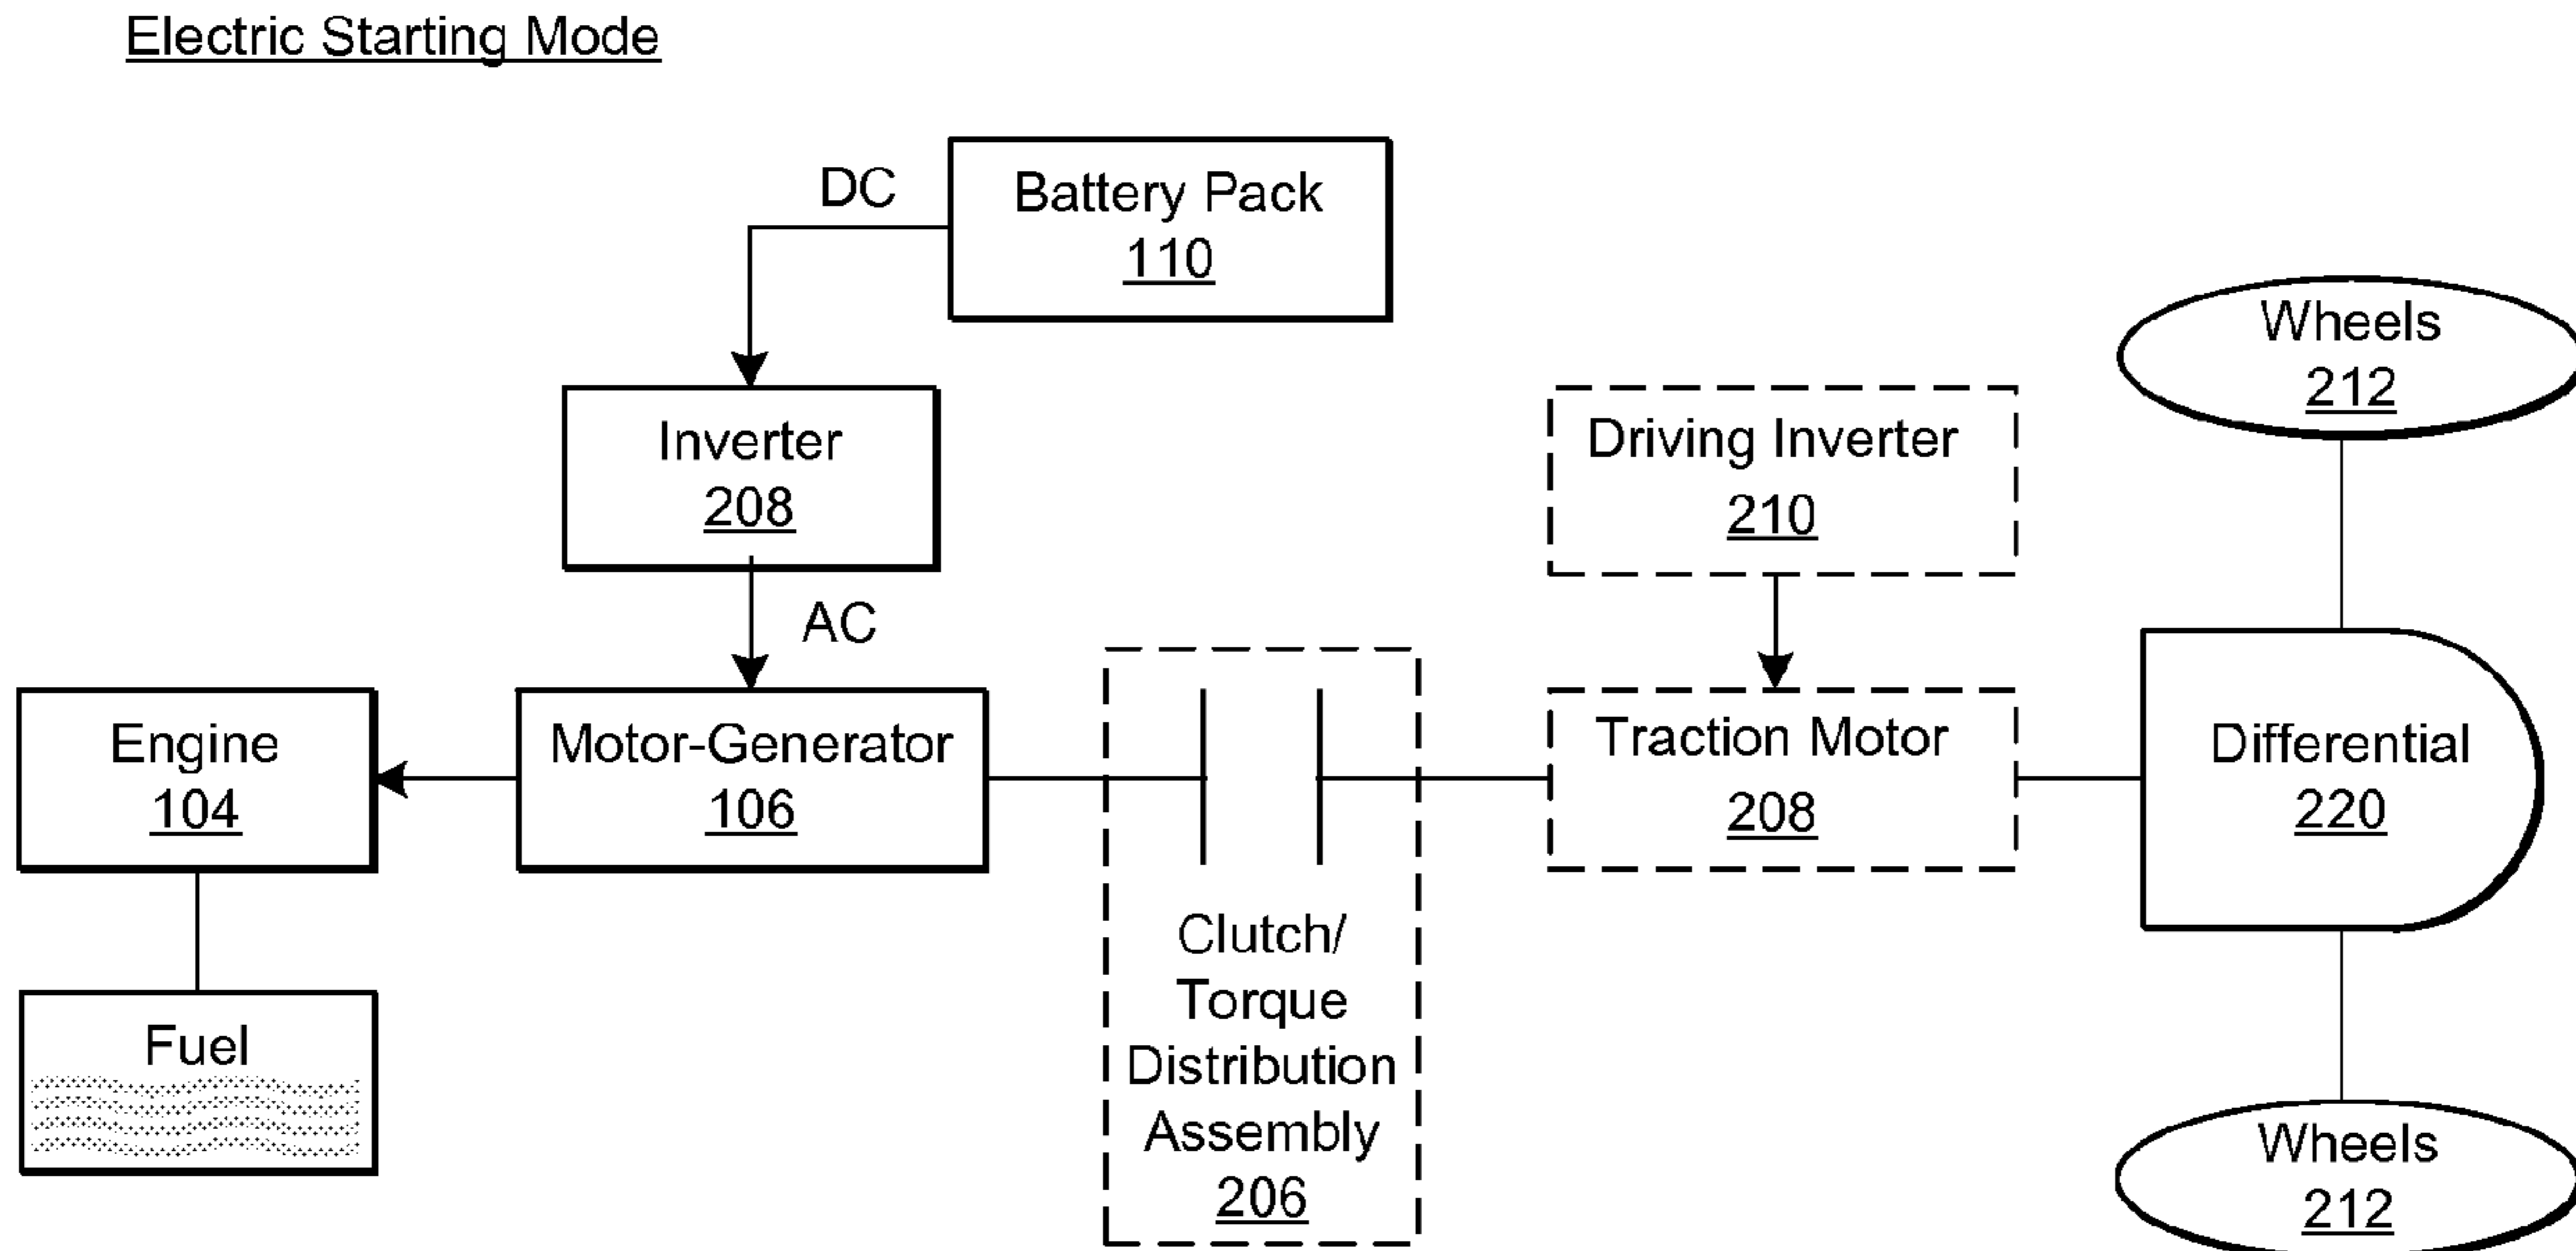 Electric Starting Mode
DC
Battery Pack
110
Inverter
208
AC
Driving Inverter
210
Wheels
212
Engine
104
Motor-Generator
106
Traction Motor
208
Differential
220
Clutch/
Torque
Distribution
Assembly
206
Fuel
Wheels
212